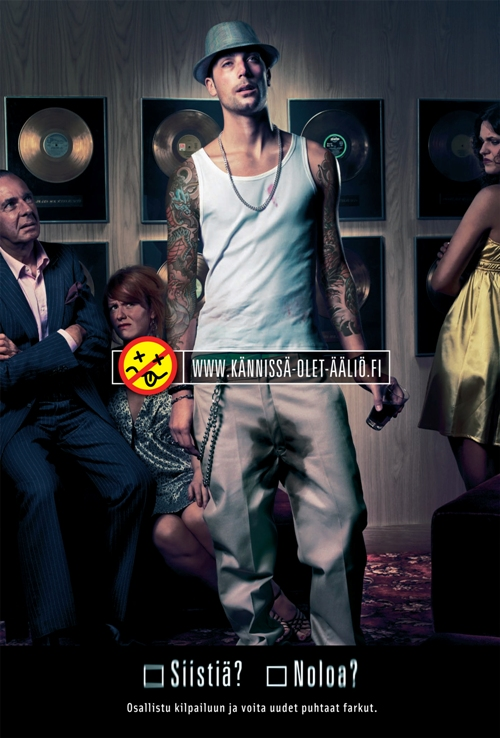 WWW.KÄNNISSÄ-OLET-ÄÄLIÖ.FI
Siistiä? Noloa?
Osallistu kilpailuun ja voita uudet puhtaat farkut.